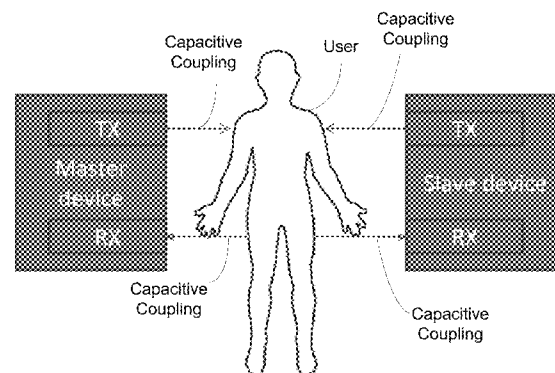 Capacitive
Coupling
User
Capacitive
Coupling
TX
Master
device
RX
TX
Slave device
RX
Capacitive
Coupling
Capacitive
Coupling